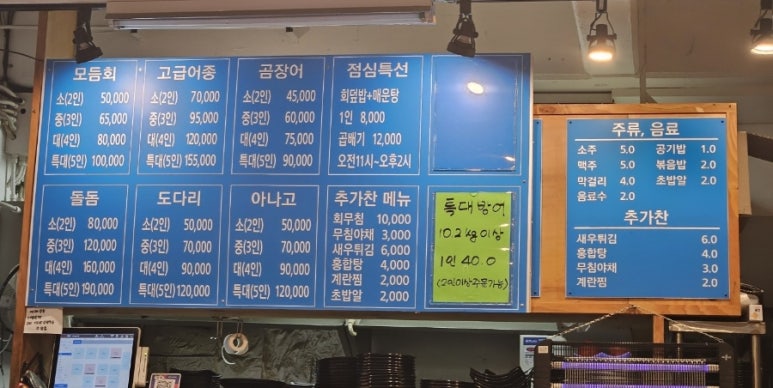 모듬회
소(2인) 50,000
중(3인) 65,000
대(4인) 80,000
특대(5인) 100,000
고급어종
소(2인) 70,000
중(3인) 95,000
대(4인) 120,000
특대(5인) 155,000
곰장어
소(2인) 45,000
중(3인) 60,000
대(4인) 75,000
특대(5인) 90,000
점심특선
회덮밥+매운탕
1인 8,000
곱배기 12,000
오전11시~오후2시
돌돔
소(2인) 80,000
중(3인) 120,000
대(4인) 160,000
특대(5인) 190,000
도다리
소(2인) 50,000
중(3인) 70,000
대(4인) 90,000
특대(5인) 120,000
아나고
소(2인) 50,000
중(3인) 70,000
대(4인) 90,000
특대(5인) 120,000
추가찬 메뉴
회무침 10,000
무침야채 3,000
새우튀김 6,000
홍합탕 4,000
계란찜 2,000
초밥알 2,000
특대 방어
10.2kg이상
1인 40.0
(2인이상 주문가능)
주류, 음료
소주 5.0 공기밥 1.0
맥주 5.0 볶음밥 2.0
막걸리 4.0 초밥알 2.0
음료수 2.0
추가찬
새우튀김 6.0
홍합탕 4.0
무침야채 3.0
계란찜 2.0